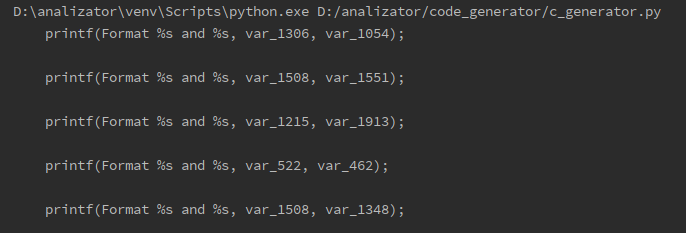 D:\analizator\venv\Scripts\python.exe D:/analizator/code_generator/c_generator.py
printf(Format %s and %s, var_1306, var_1054);
printf(Format %s and %s, var_1508, var_1551);
printf(Format %s and %s, var_1215, var_1913);
printf(Format %s and %s, var_522, var_462);
printf(Format %s and %s, var_1508, var_1348);